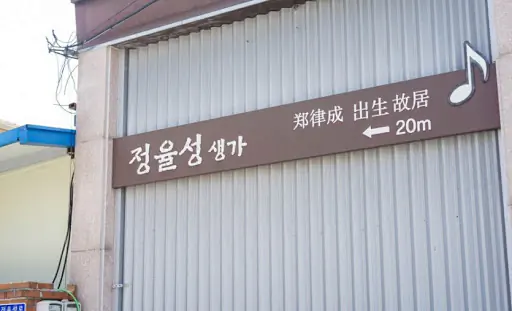 정율성 생가
郑律成 出生故居
← 20m